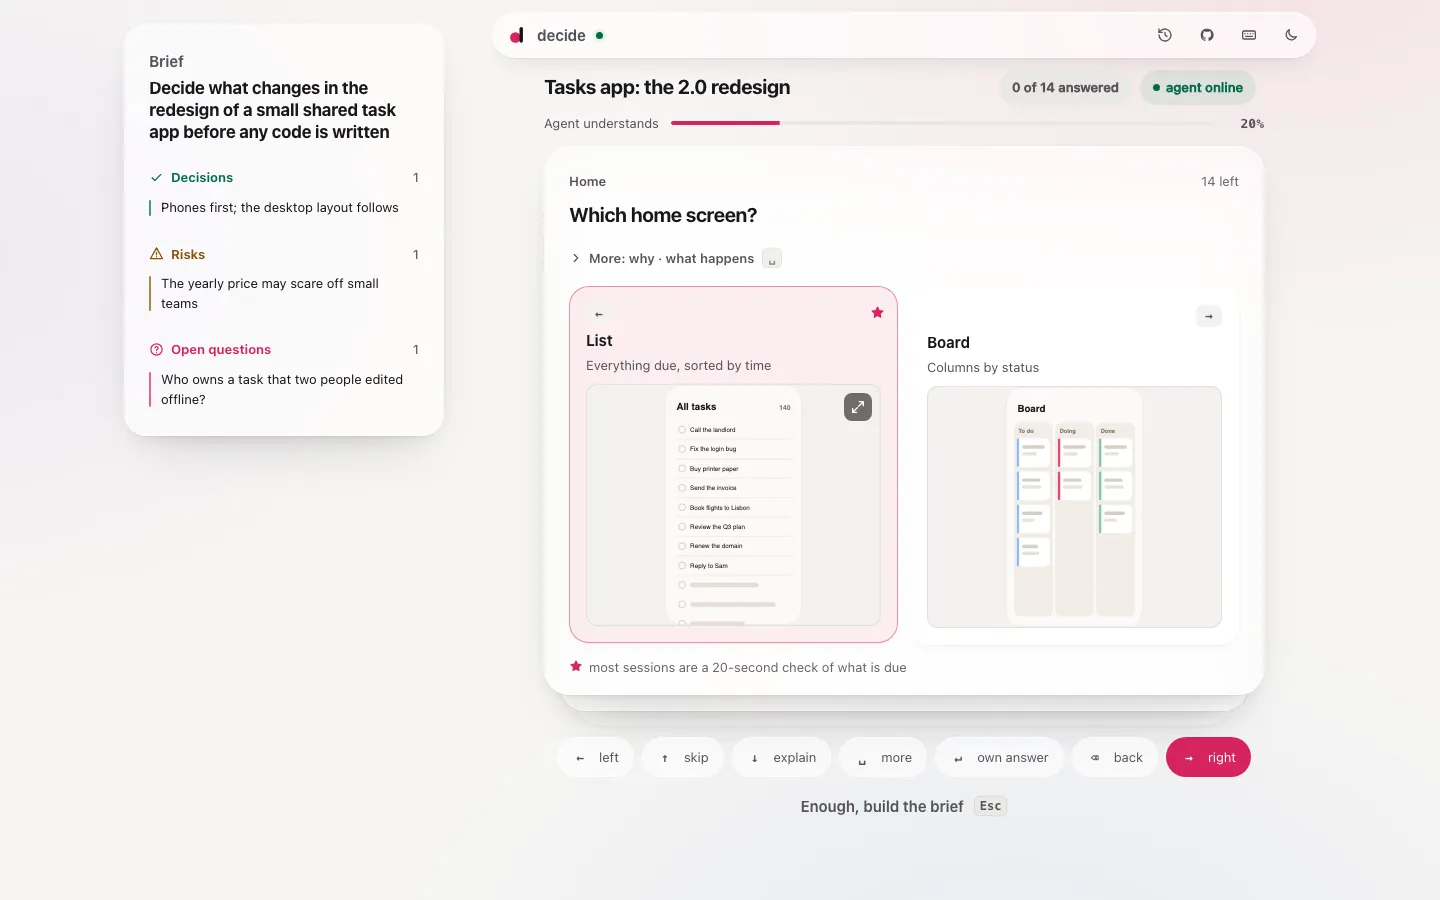 Brief
Decide what changes in the
redesign of a small shared task
app before any code is written
Decisions 1
Phones first; the desktop layout follows
Risks 1
The yearly price may scare off small
teams
Open questions 1
Who owns a task that two people edited
offline?
decide
Tasks app: the 2.0 redesign
0 of 14 answered
agent online
Agent understands
20%
Home
14 left
Which home screen?
More: why · what happens ␣
←
List
Everything due, sorted by time
All tasks 140
Call the landlord
Fix the login bug
Buy printer paper
Send the invoice
Book flights to Lisbon
Review the Q3 plan
Renew the domain
Reply to Sam
→
Board
Columns by status
Board
To do Doing Done
most sessions are a 20-second check of what is due
← left
↑ skip
↓ explain
␣ more
↵ own answer
⌫ back
→ right
Enough, build the brief Esc